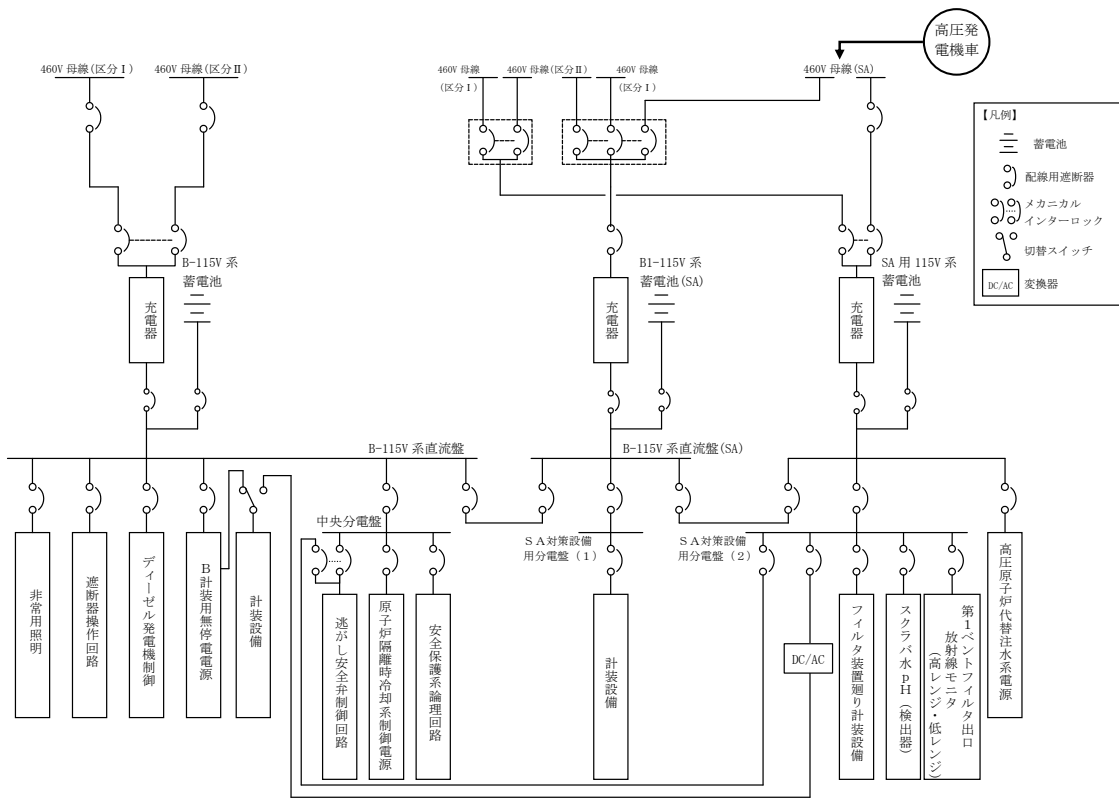 高圧発
電機車
460V 母線(区分Ⅰ)
460V 母線(区分Ⅱ)
460V 母線
(区分Ⅰ)
460V 母線(区分Ⅱ)
460V 母線
(区分Ⅰ)
460V 母線(SA)
【凡例】
蓄電池
配線用遮断器
メカニカル
インターロック
切替スイッチ
DC/AC
変換器
B-115V 系
蓄電池
充電器
B1-115V 系
蓄電池(SA)
充電器
SA 用 115V 系
蓄電池
充電器
B-115V 系直流盤
B-115V 系直流盤(SA)
中央分電盤
SA対策設備
用分電盤（1）
SA対策設備
用分電盤（2）
非常用照明
遮断器操作回路
ディーゼル発電機制御
B計装用無停電電源
計装設備
逃がし安全弁制御回路
原子炉隔離時冷却系制御電源
安全保護系論理回路
計装設備
DC/AC
フィルタ装置廻り計装設備
スクラバ水pH（検出器）
第1ベントフィルタ出口
放射線モニタ
（高レンジ・低レンジ）
高圧原子炉代替注水系電源